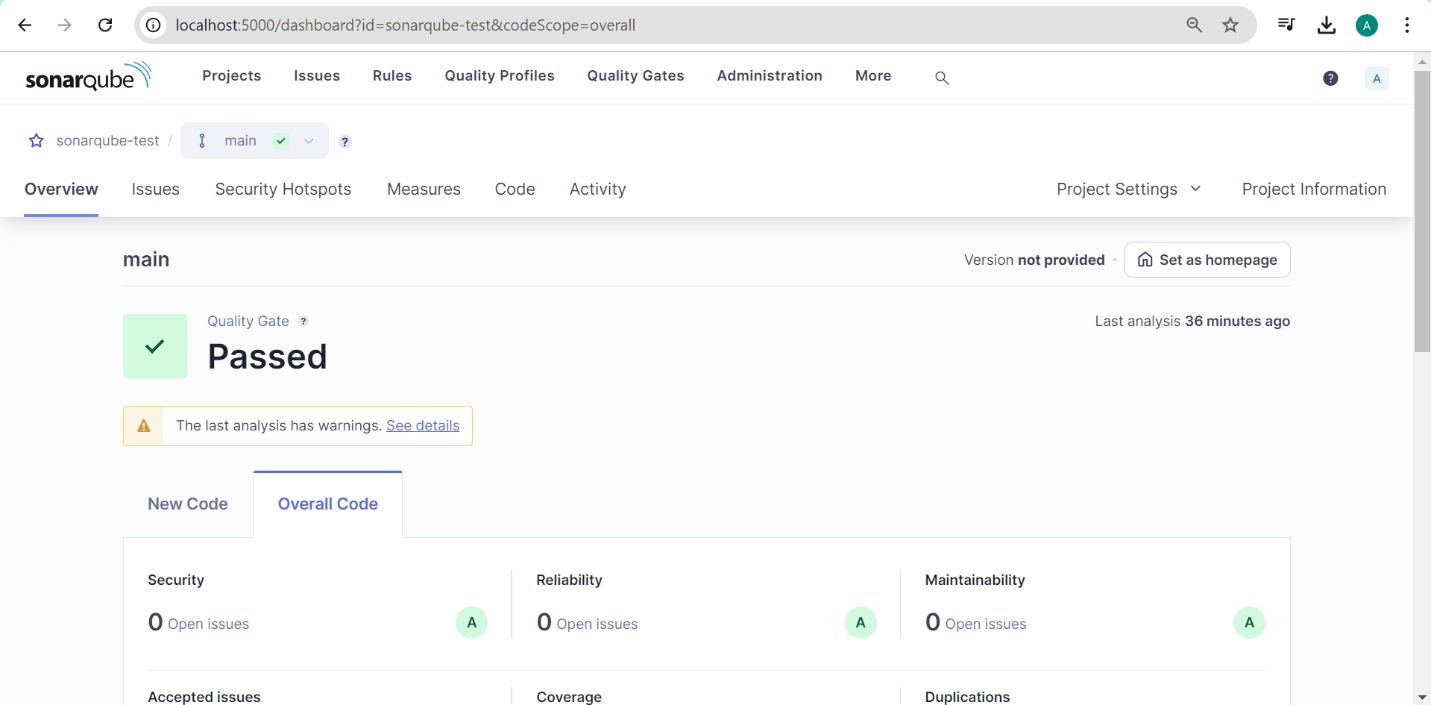 localhost:5000/dashboard?id=sonarqube-test&codeScope=overall
A
sonarqube Projects Issues Rules Quality Profiles Quality Gates Administration More ? A
sonarqube-test / main ?
Overview Issues Security Hotspots Measures Code Activity Project Settings Project Information
main Version not provided · Set as homepage
Quality Gate ? Last analysis 36 minutes ago
Passed
The last analysis has warnings. See details
New Code Overall Code
Security Reliability Maintainability
0 Open issues A 0 Open issues A 0 Open issues A
Accepted issues Coverage Duplications